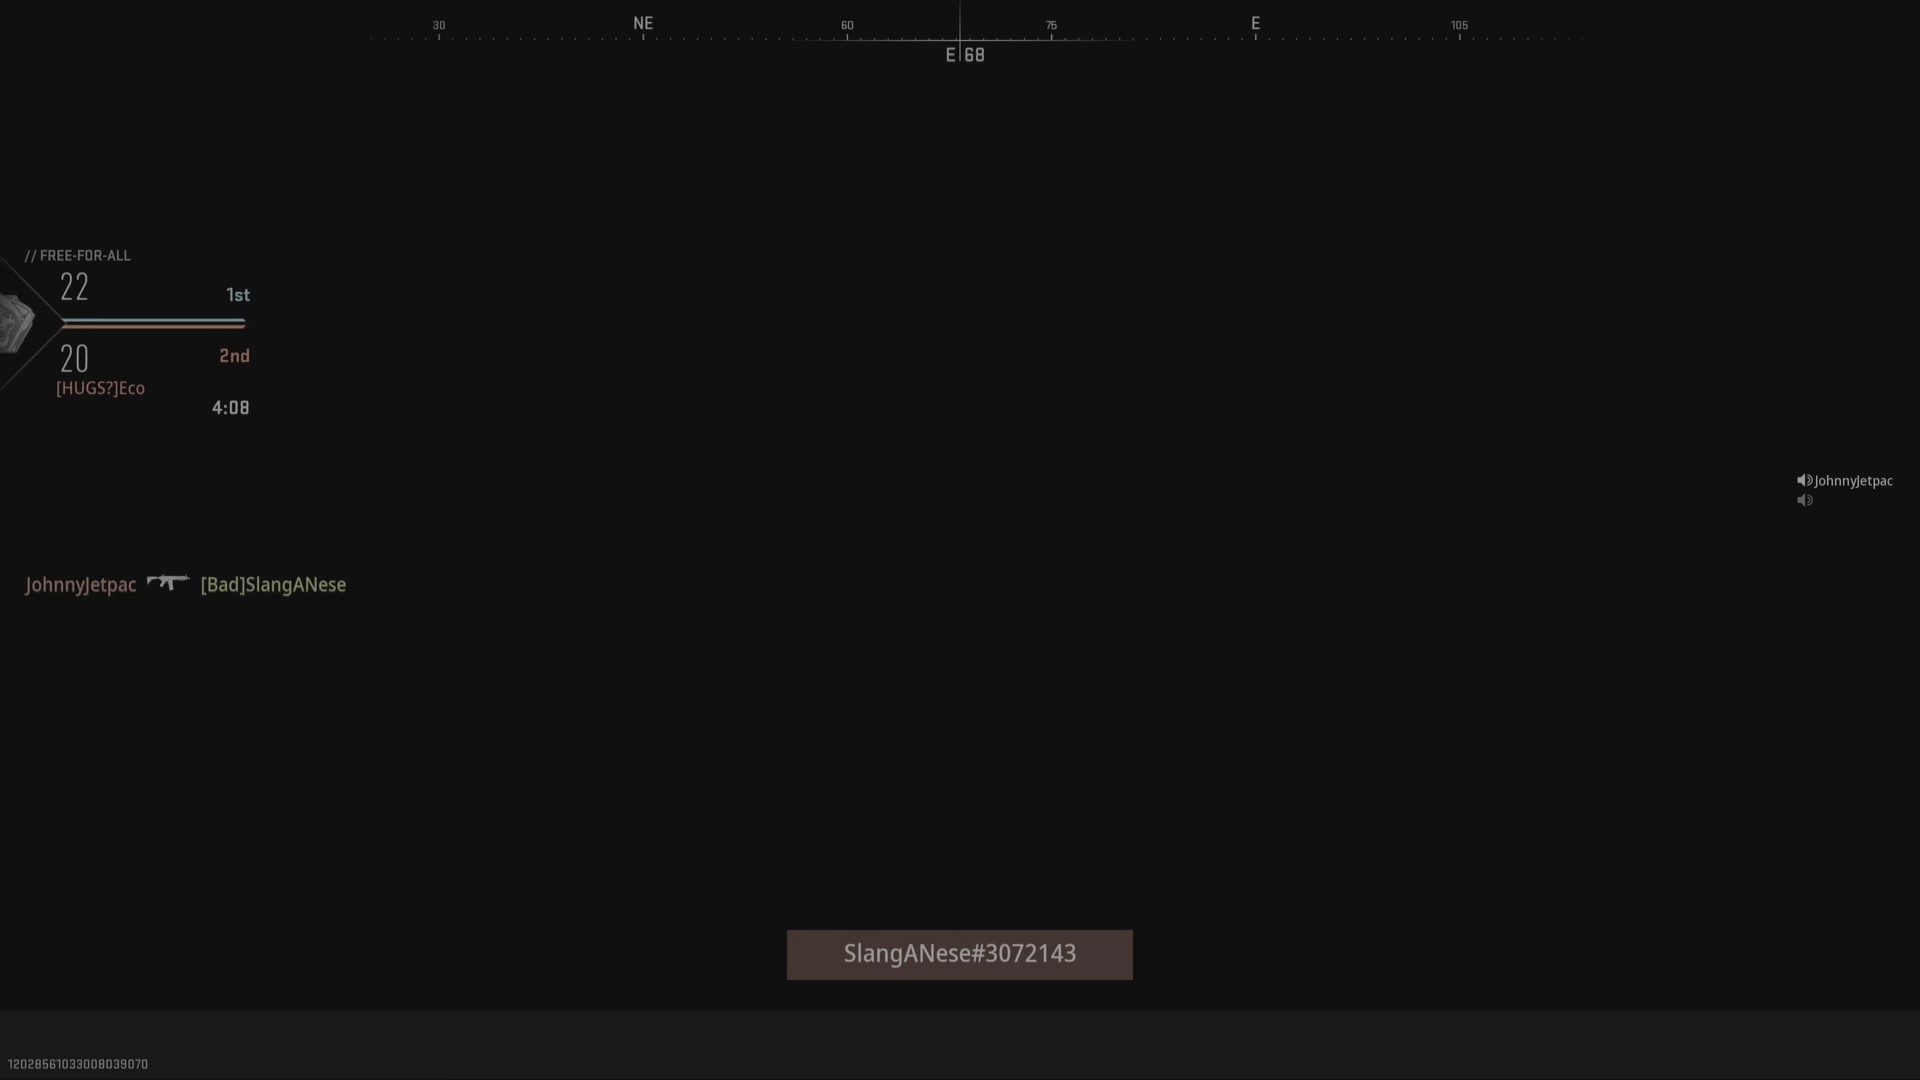 30 NE 60 75 E 105
E 68
// FREE-FOR-ALL
22 1st
20 2nd
[HUGS?]Eco
4:08
JohnnyJetpac
JohnnyJetpac [Bad]SlangANese
SlangANese#3072143
12028561033008039070